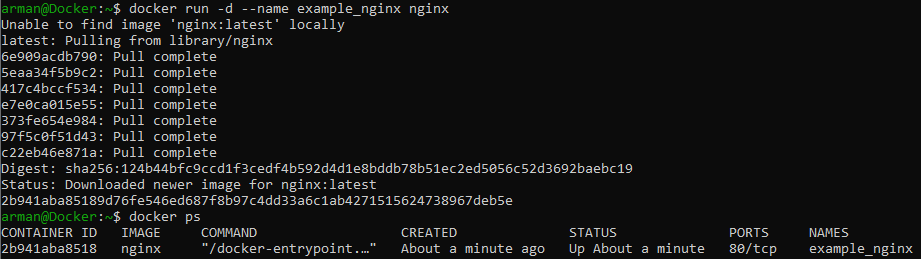 arman@Docker:~$ docker run -d --name example_nginx nginx
Unable to find image 'nginx:latest' locally
latest: Pulling from library/nginx
6e909acdb790: Pull complete
5eaa34f5b9c2: Pull complete
417c4bccf534: Pull complete
e7e0ca015e55: Pull complete
373fe654e984: Pull complete
97f5c0f51d43: Pull complete
c22eb46e871a: Pull complete
Digest: sha256:124b44bfc9ccd1f3cedf4b592d4d1e8bddb78b51ec2ed5056c52d3692baebc19
Status: Downloaded newer image for nginx:latest
2b941aba85189d76fe546ed687f8b97c4dd33a6c1ab4271515624738967deb5e
arman@Docker:~$ docker ps
CONTAINER ID   IMAGE     COMMAND                  CREATED              STATUS              PORTS     NAMES
2b941aba8518   nginx     "/docker-entrypoint.…"   About a minute ago   Up About a minute   80/tcp    example_nginx